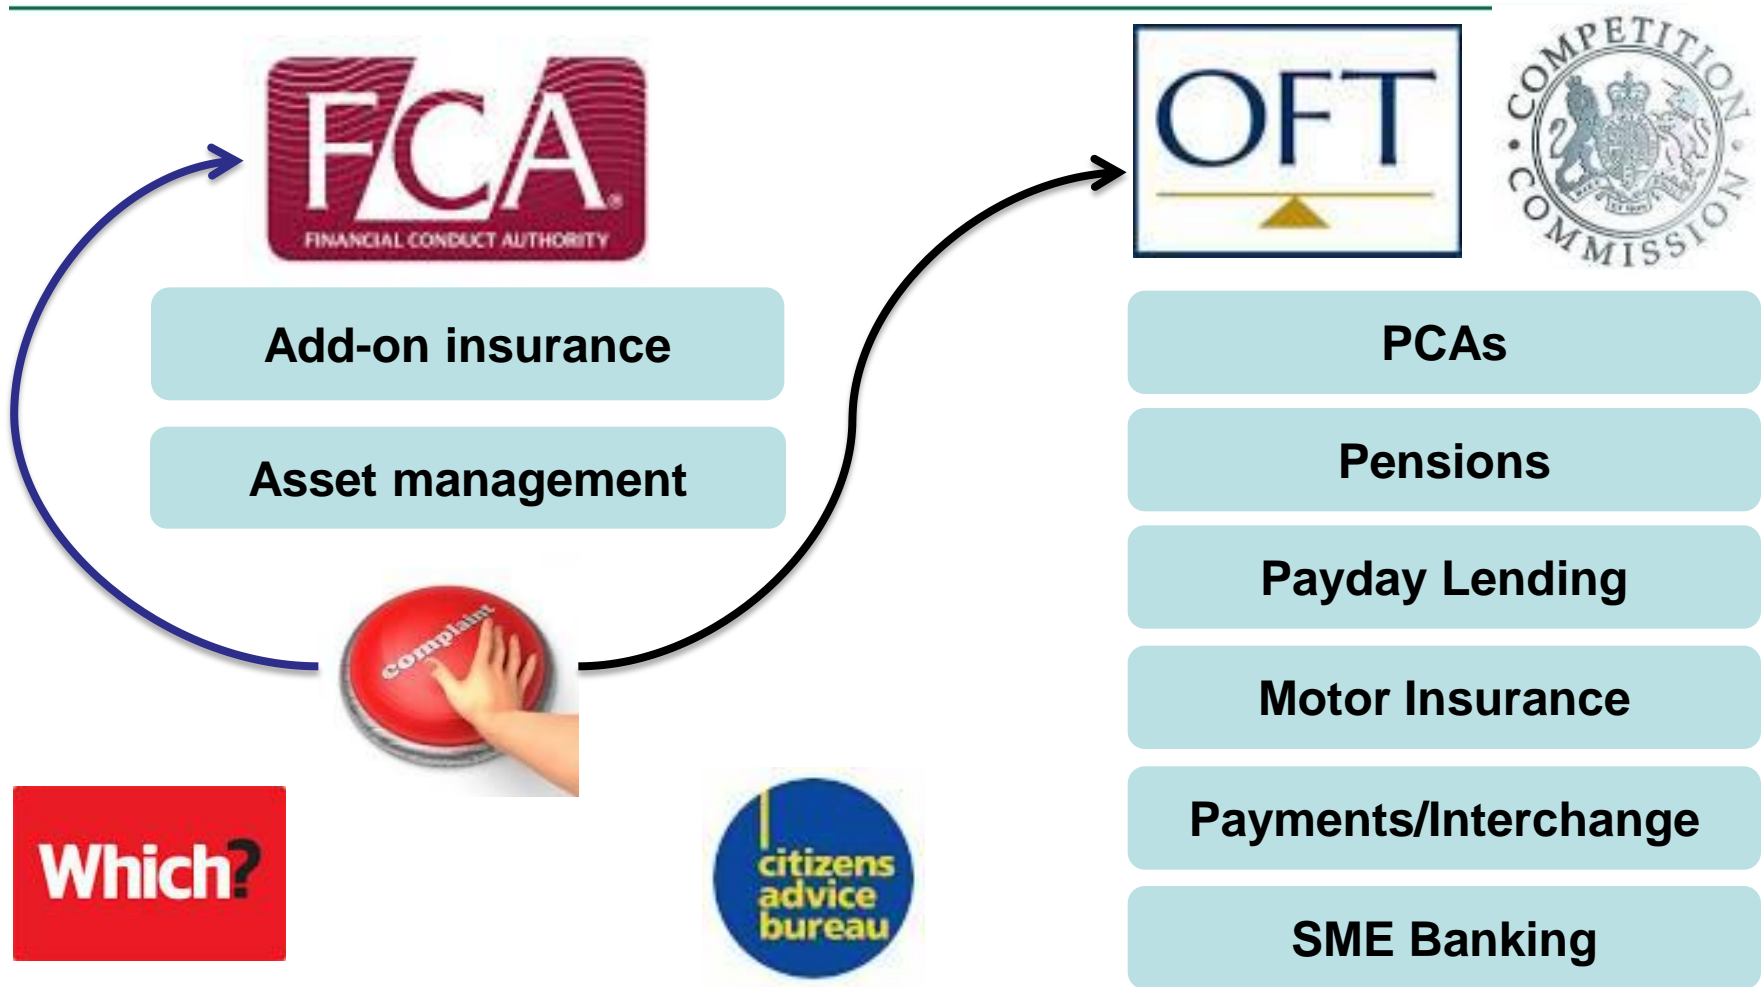 FCA®
FINANCIAL CONDUCT AUTHORITY
Add-on insurance
Asset management
complaint
Which?
citizens
advice
bureau
OFT
COMPETITION
COMMISSION
PCAs
Pensions
Payday Lending
Motor Insurance
Payments/Interchange
SME Banking